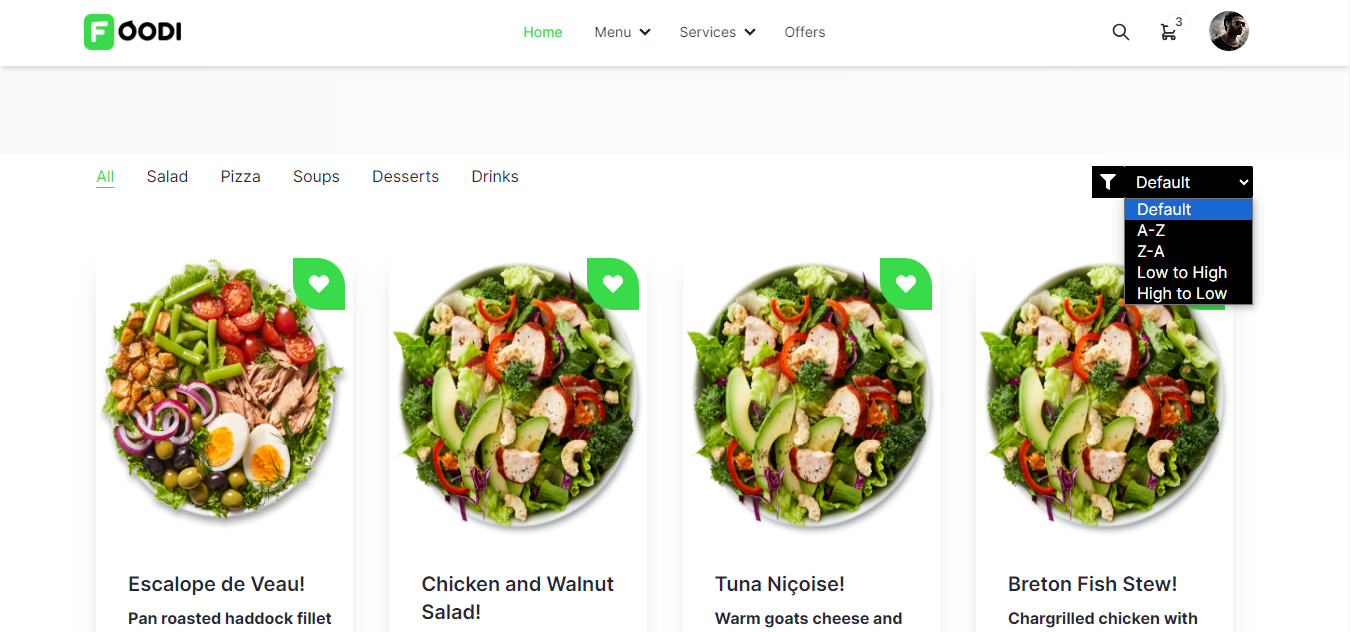 FOODI
Home
Menu
Services
Offers
3
All
Salad
Pizza
Soups
Desserts
Drinks
Default
Default
A-Z
Z-A
Low to High
High to Low
Escalope de Veau!
Pan roasted haddock fillet
Chicken and Walnut
Salad!
Tuna Niçoise!
Warm goats cheese and
Breton Fish Stew!
Chargrilled chicken with